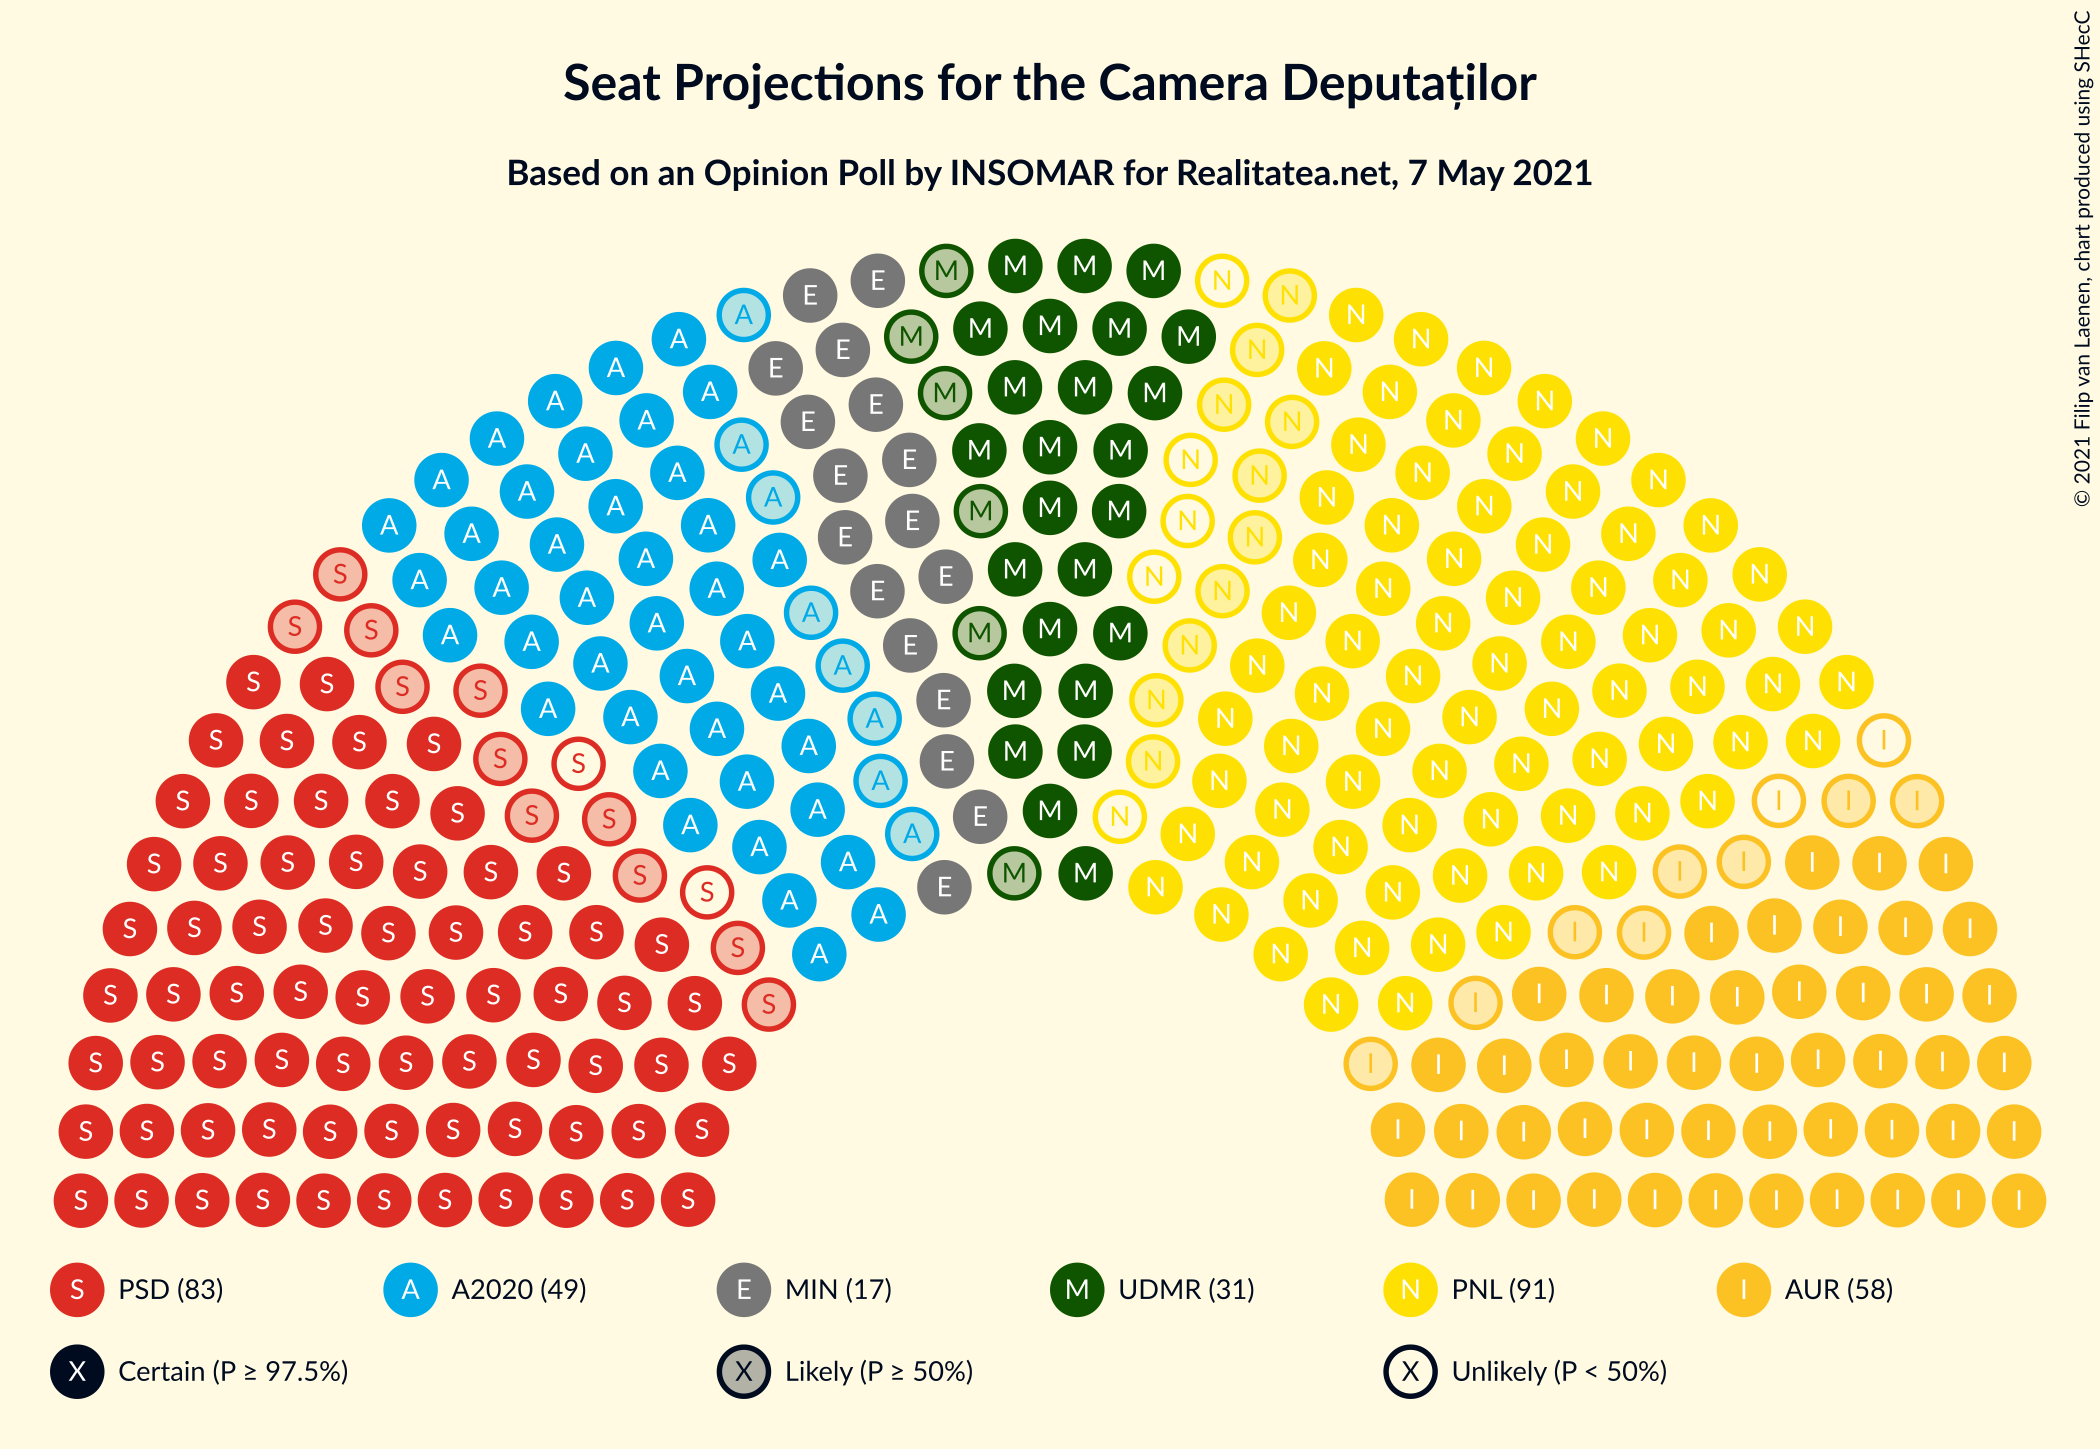 Seat Projections for the Camera Deputaților
Based on an Opinion Poll by INSOMAR for Realitatea.net, 7 May 2021
© 2021 Filip van Laenen, chart produced using SHecC
S PSD (83)
A A2020 (49)
E MIN (17)
M UDMR (31)
N PNL (91)
I AUR (58)
X Certain (P ≥ 97.5%)
X Likely (P ≥ 50%)
X Unlikely (P < 50%)